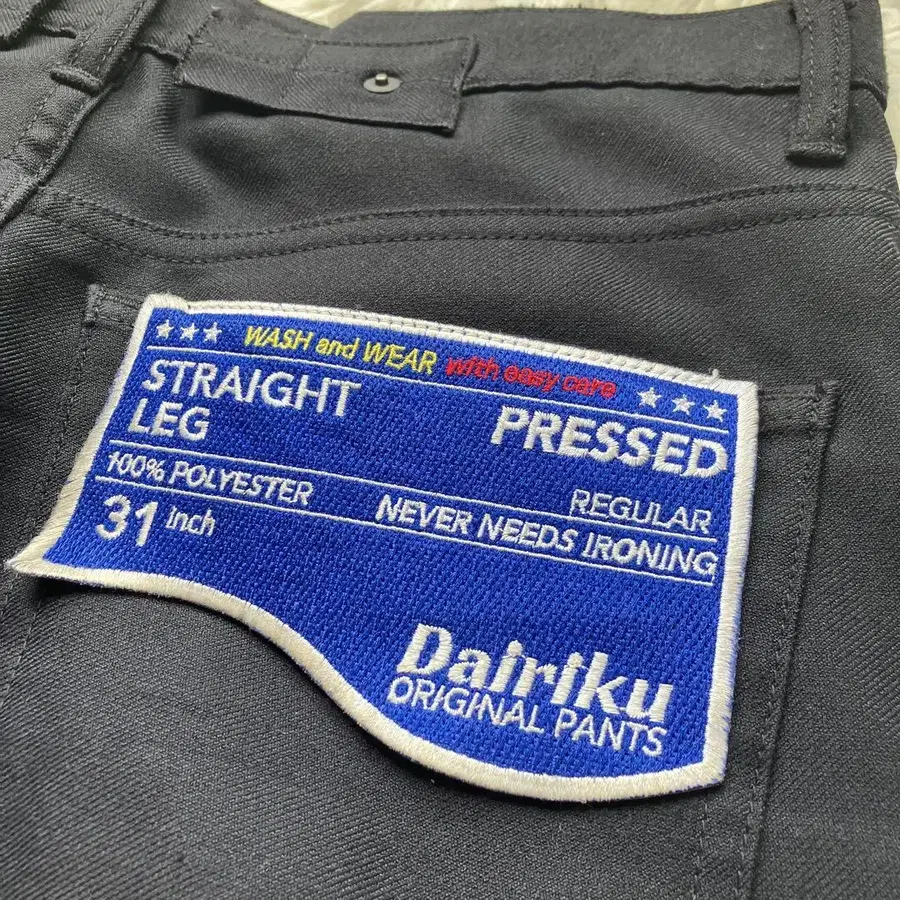 ★★★ WASH and WEAR with easy care ★★★
STRAIGHT
LEG
PRESSED
100% POLYESTER
REGULAR
31 inch
NEVER NEEDS IRONING
Dairiku
ORIGINAL PANTS